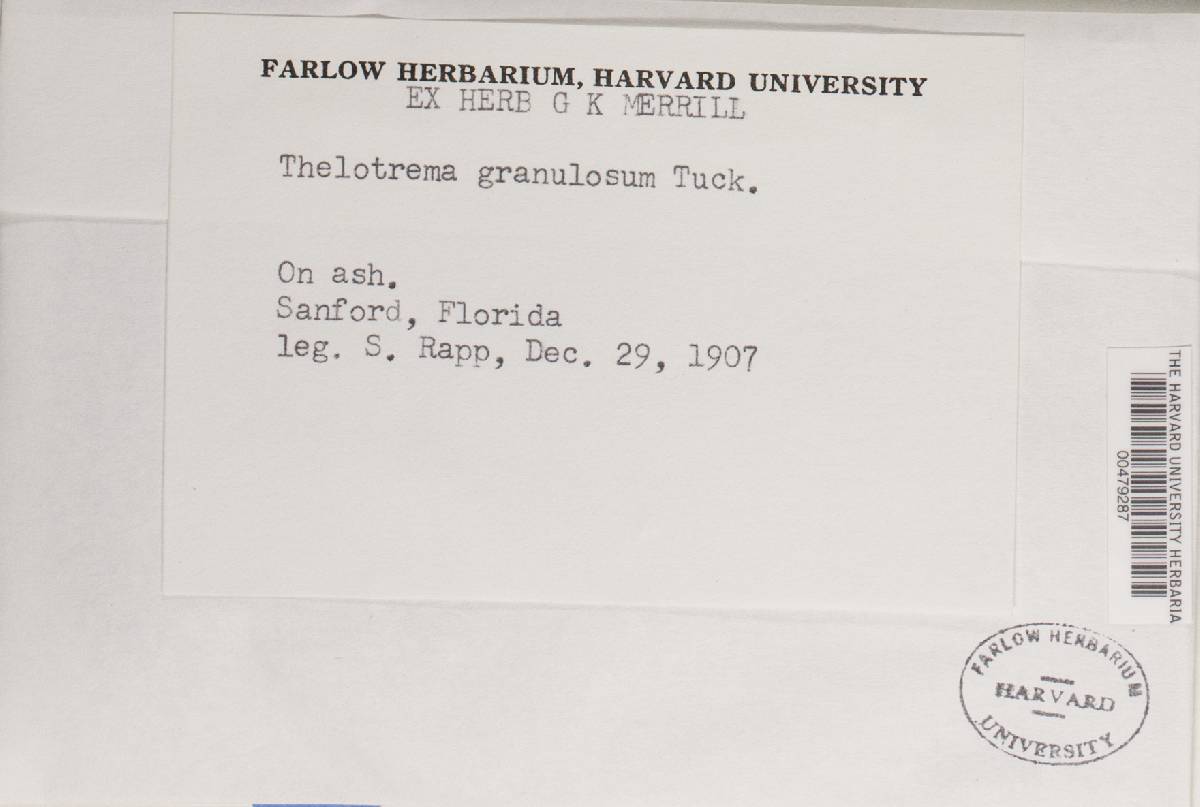 FARLOW HERBARIUM, HARVARD UNIVERSITY
EX HERB G K MERRILL
Thelotrema granulosum Tuck.
On ash.
Sanford, Florida
leg. S. Rapp, Dec. 29, 1907
THE HARVARD UNIVERSITY HERBARIA
00479287
FARLOW HERBARIUM
HARVARD
UNIVERSITY